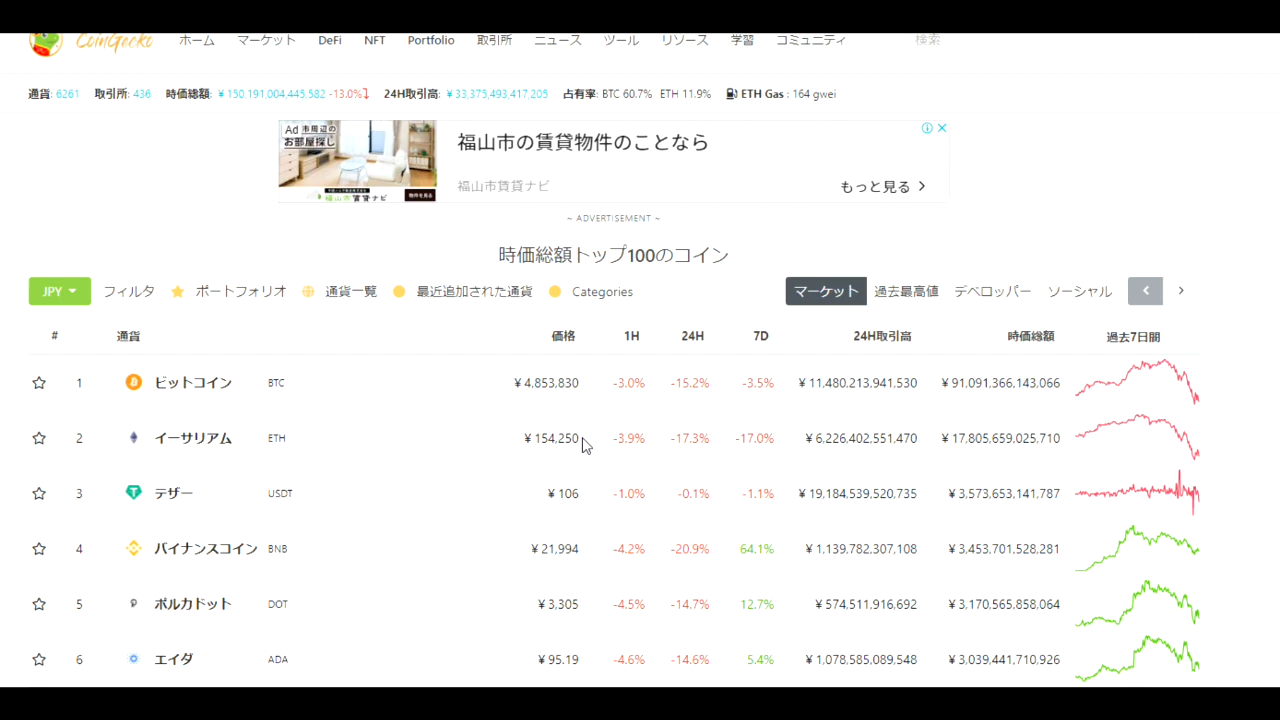 CoinGecko ホーム マーケット DeFi NFT Portfolio 取引所 ニュース ツール リソース 学習 コミュニティ 検索
通貨: 6261 取引所: 436 時価総額: ¥150,191,004,445,582 -13.0% 24H取引高: ¥33,375,493,417,205 占有率: BTC 60.7% ETH 11.9% ETH Gas : 164 gwei
Ad 市周辺の
お部屋探し
福山市賃貸ナビ
物件を見る
福山市の賃貸物件のことなら
福山市賃貸ナビ
もっと見る
~ ADVERTISEMENT ~
時価総額トップ100のコイン
JPY フィルタ ポートフォリオ 通貨一覧 最近追加された通貨 Categories マーケット 過去最高値 デベロッパー ソーシャル
# 通貨 価格 1H 24H 7D 24H取引高 時価総額 過去7日間
1 ビットコイン BTC ¥4,853,830 -3.0% -15.2% -3.5% ¥11,480,213,941,530 ¥91,091,366,143,066
2 イーサリアム ETH ¥154,250 -3.9% -17.3% -17.0% ¥6,226,402,551,470 ¥17,805,659,025,710
3 テザー USDT ¥106 -1.0% -0.1% -1.1% ¥19,184,539,520,735 ¥3,573,653,141,787
4 バイナンスコイン BNB ¥21,994 -4.2% -20.9% 64.1% ¥1,139,782,307,108 ¥3,453,701,528,281
5 ポルカドット DOT ¥3,305 -4.5% -14.7% 12.7% ¥574,511,916,692 ¥3,170,565,858,064
6 エイダ ADA ¥95.19 -4.6% -14.6% 5.4% ¥1,078,585,089,548 ¥3,039,441,710,926